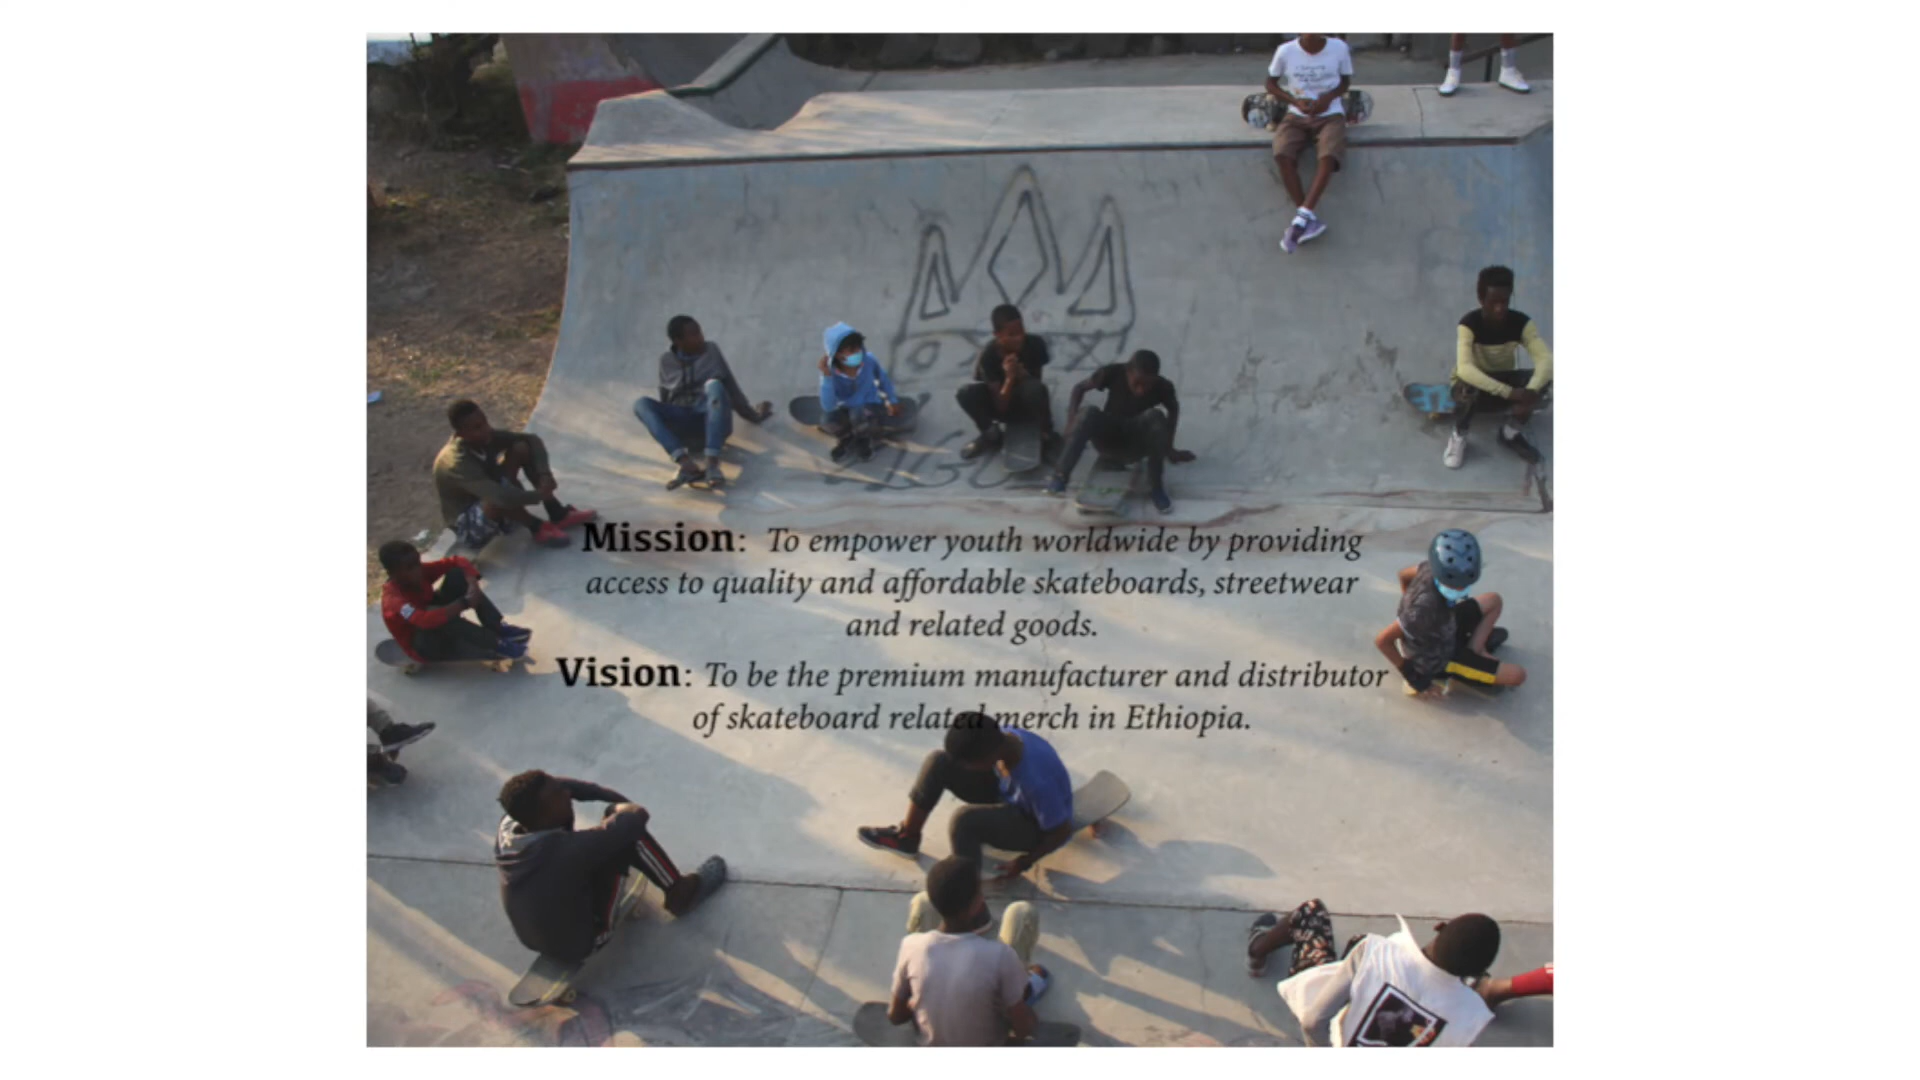 Mission: To empower youth worldwide by providing
access to quality and affordable skateboards, streetwear
and related goods.
Vision: To be the premium manufacturer and distributor
of skateboard related merch in Ethiopia.